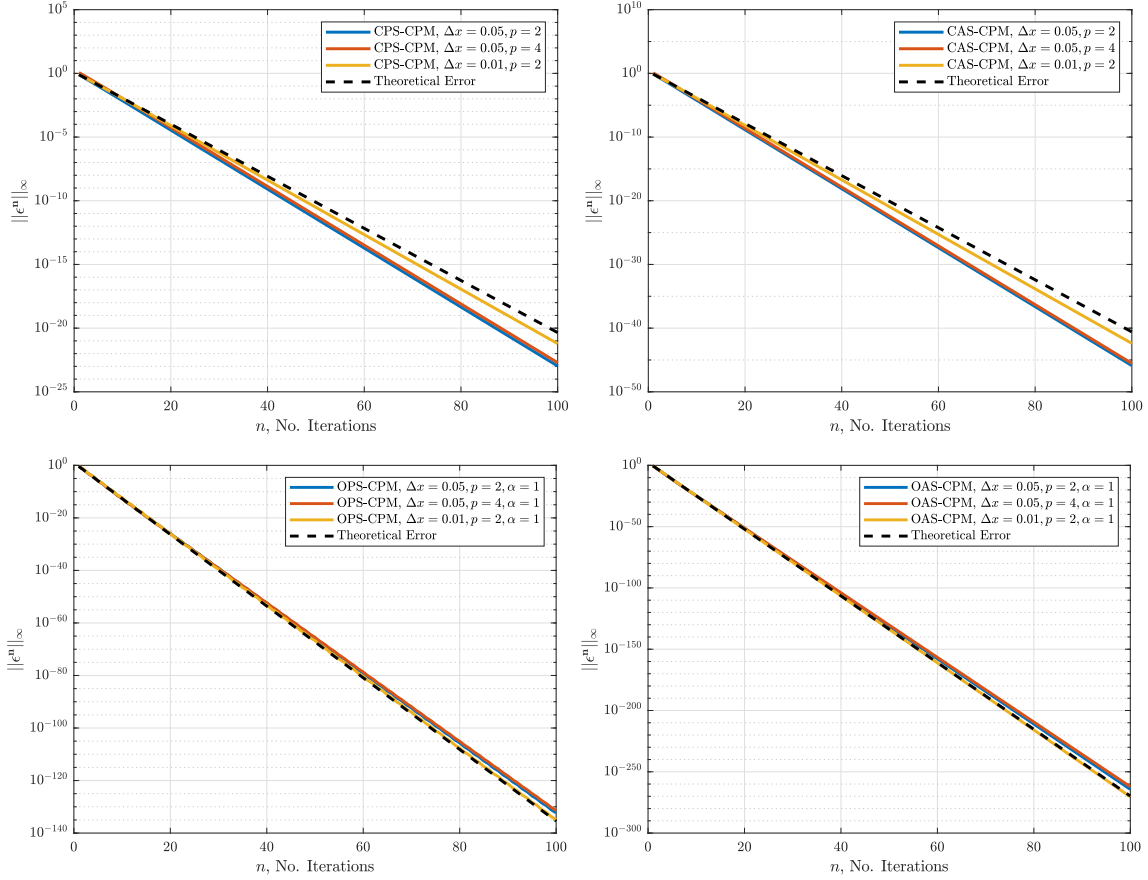 10^5
10^0
10^-5
10^-10
10^-15
10^-20
10^-25
0
20
40
60
80
100
||ϵ^n||_∞
n, No. Iterations
CPS-CPM, Δx = 0.05, p = 2
CPS-CPM, Δx = 0.05, p = 4
CPS-CPM, Δx = 0.01, p = 2
Theoretical Error
10^10
10^0
10^-10
10^-20
10^-30
10^-40
10^-50
0
20
40
60
80
100
||ϵ^n||_∞
n, No. Iterations
CAS-CPM, Δx = 0.05, p = 2
CAS-CPM, Δx = 0.05, p = 4
CAS-CPM, Δx = 0.01, p = 2
Theoretical Error
10^0
10^-20
10^-40
10^-60
10^-80
10^-100
10^-120
10^-140
0
20
40
60
80
100
||ϵ^n||_∞
n, No. Iterations
OPS-CPM, Δx = 0.05, p = 2, α = 1
OPS-CPM, Δx = 0.05, p = 4, α = 1
OPS-CPM, Δx = 0.01, p = 2, α = 1
Theoretical Error
10^0
10^-50
10^-100
10^-150
10^-200
10^-250
10^-300
0
20
40
60
80
100
||ϵ^n||_∞
n, No. Iterations
OAS-CPM, Δx = 0.05, p = 2, α = 1
OAS-CPM, Δx = 0.05, p = 4, α = 1
OAS-CPM, Δx = 0.01, p = 2, α = 1
Theoretical Error